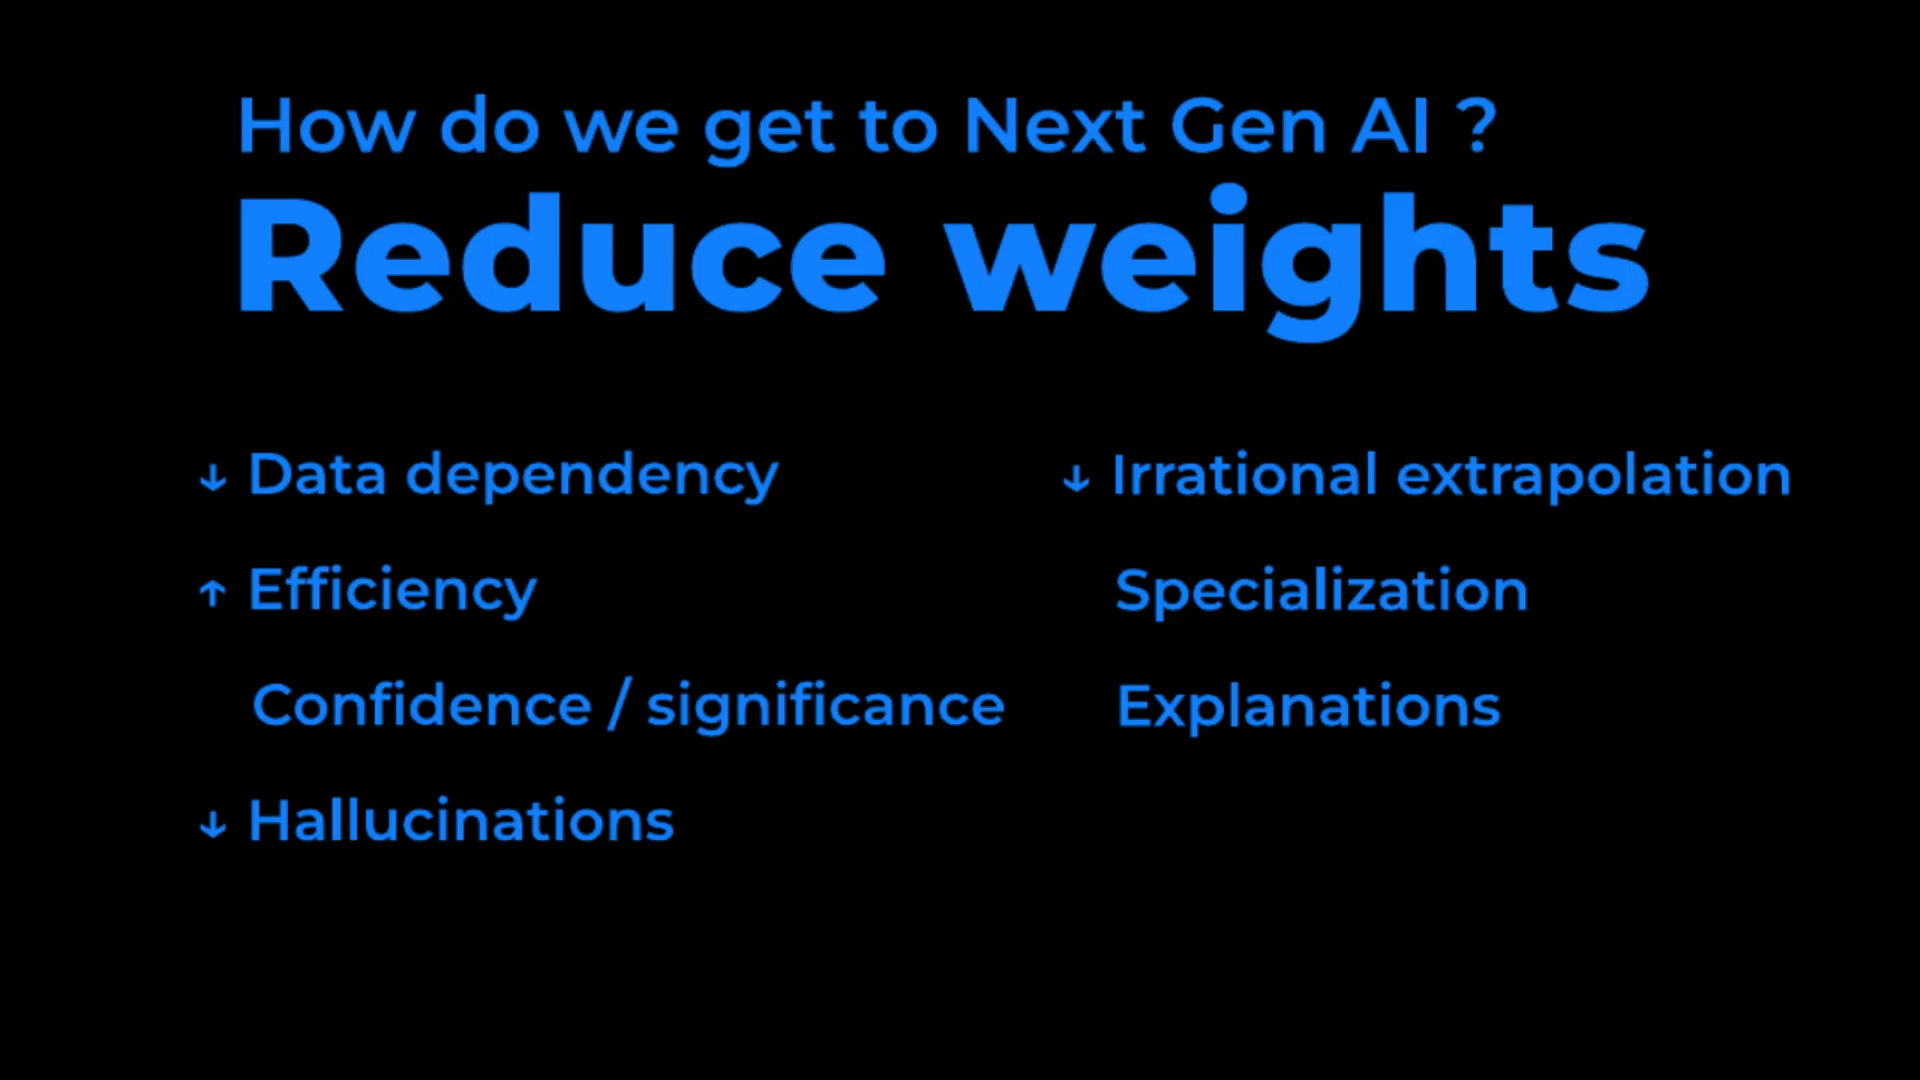 How do we get to Next Gen AI ?
Reduce weights
↓ Data dependency
↑ Efficiency
Confidence / significance
↓ Hallucinations
↓ Irrational extrapolation
Specialization
Explanations